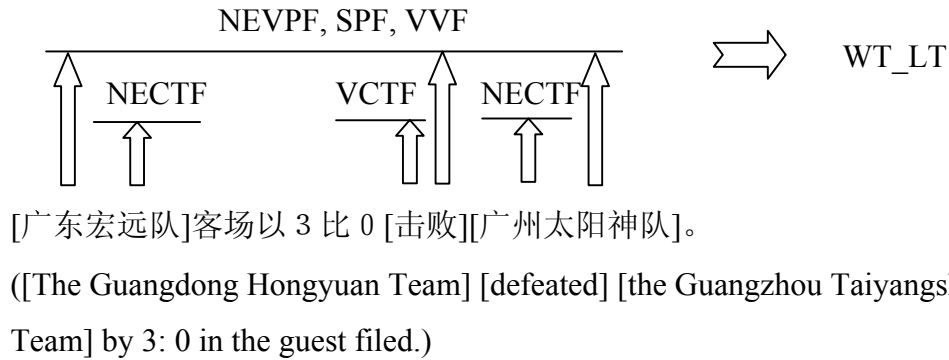 NEVPF, SPF, VVF
WT_LT
NECTF VCTF NECTF
[广东宏远队]客场以 3 比 0 [击败][广州太阳神队]。
([The Guangdong Hongyuan Team] [defeated] [the Guangzhou
Team] by 3: 0 in the guest filed.)